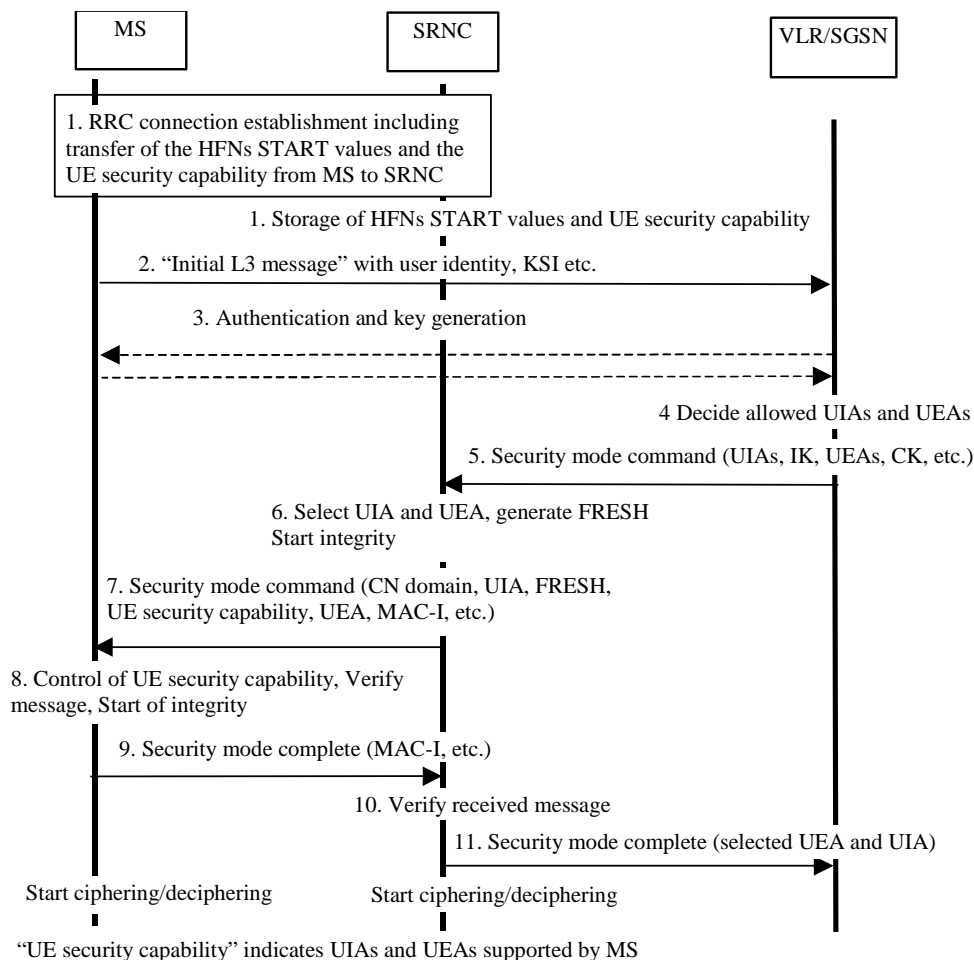 MS
SRNC
VLR/SGSN
1. RRC connection establishment including
transfer of the HFNs START values and the
UE security capability from MS to SRNC
1. Storage of HFNs START values and UE security capability
2. “Initial L3 message” with user identity, KSI etc.
3. Authentication and key generation
4 Decide allowed UIAs and UEAs
5. Security mode command (UIAs, IK, UEAs, CK, etc.)
6. Select UIA and UEA, generate FRESH
Start integrity
7. Security mode command (CN domain, UIA, FRESH,
UE security capability, UEA, MAC-I, etc.)
8. Control of UE security capability, Verify
message, Start of integrity
9. Security mode complete (MAC-I, etc.)
10. Verify received message
11. Security mode complete (selected UEA and UIA)
Start ciphering/deciphering
Start ciphering/deciphering
“UE security capability” indicates UIAs and UEAs supported by MS